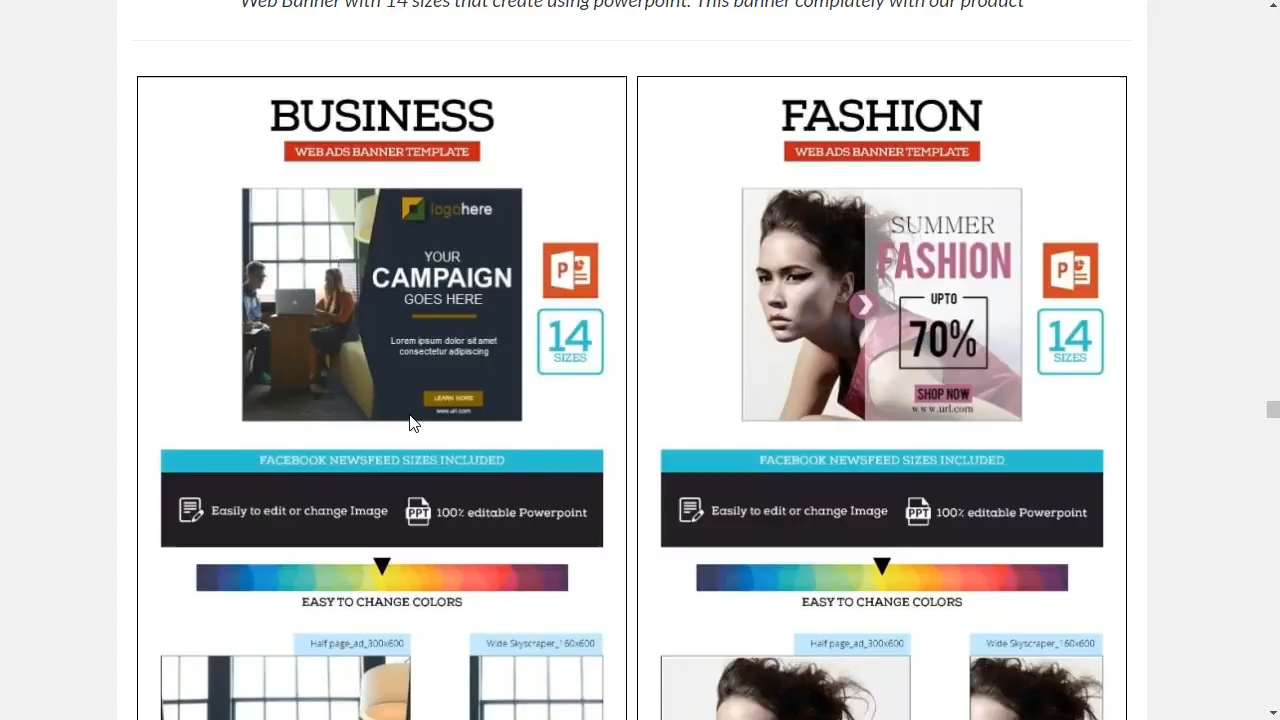 Web Banner with 14 sizes that create using powerpoint. This banner complately with our product
BUSINESS
WEB ADS BANNER TEMPLATE
logohere
YOUR
CAMPAIGN
GOES HERE
Lorem ipsum dolor sit amet
consectetur adipiscing
LEARN MORE
www.url.com
P
14
SIZES
FACEBOOK NEWSFEED SIZES INCLUDED
Easily to edit or change Image
PPT
100% editable Powerpoint
EASY TO CHANGE COLORS
Half page_ad_300x600
Wide Skyscraper_160x600
FASHION
WEB ADS BANNER TEMPLATE
SUMMER
FASHION
UPTO
70%
SHOP NOW
www.url.com
P
14
SIZES
FACEBOOK NEWSFEED SIZES INCLUDED
Easily to edit or change Image
PPT
100% editable Powerpoint
EASY TO CHANGE COLORS
Half page_ad_300x600
Wide Skyscraper_160x600